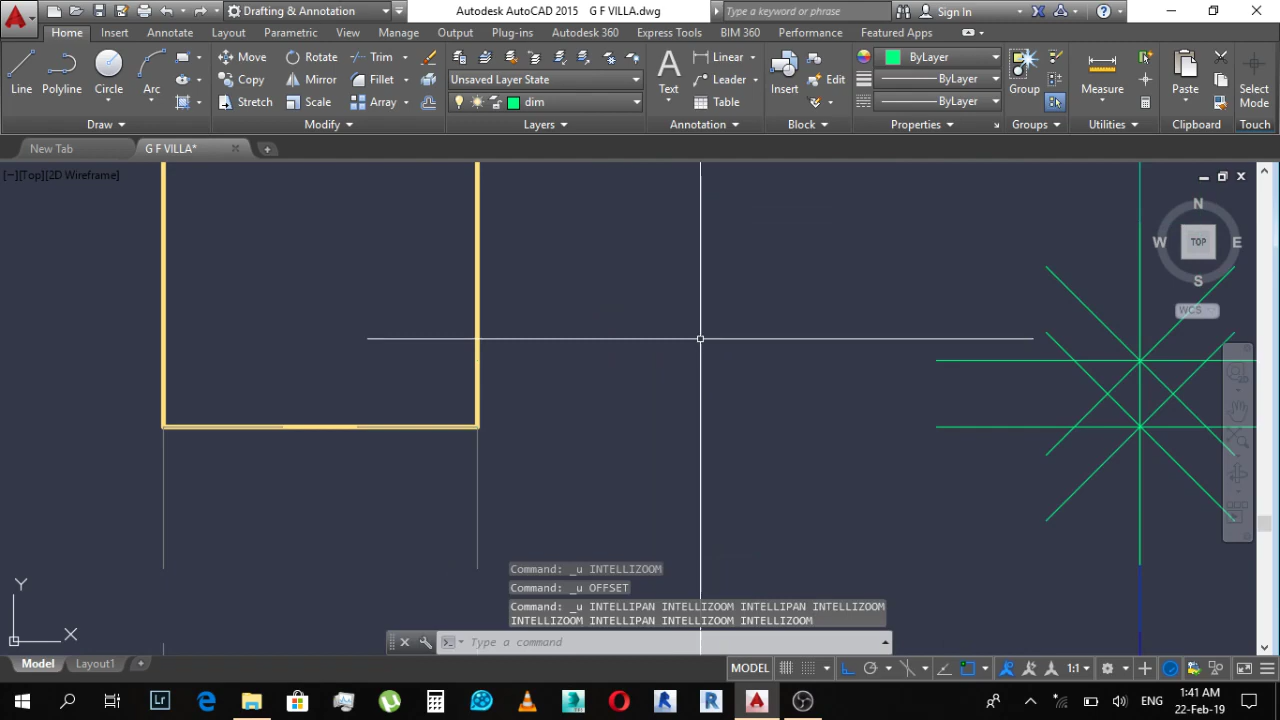 Drafting & Annotation
Autodesk AutoCAD 2015 G F VILLA.dwg
Type a keyword or phrase
Sign In
Home Insert Annotate Layout Parametric View Manage Output Plug-ins Autodesk 360 Express Tools BIM 360 Performance Featured Apps
Line Polyline Circle Arc
Move Rotate Trim
Copy Mirror Fillet
Stretch Scale Array
Unsaved Layer State
dim
Text
Linear
Leader
Table
Insert
Edit
ByLayer
ByLayer
ByLayer
Group Measure Paste Select Mode
Draw Modify Layers Annotation Block Properties Groups Utilities Clipboard Touch
New Tab G F VILLA*
[−][Top][2D Wireframe]
N
W TOP E
S
WCS
Y
X
Command: _u INTELLIZOOM
Command: _u OFFSET
Command: _u INTELLIPAN INTELLIZOOM INTELLIPAN INTELLIZOOM
INTELLIZOOM INTELLIPAN INTELLIZOOM INTELLIZOOM
Type a command
Model Layout1
MODEL 1:1
Lr
ENG
1:41 AM
22-Feb-19